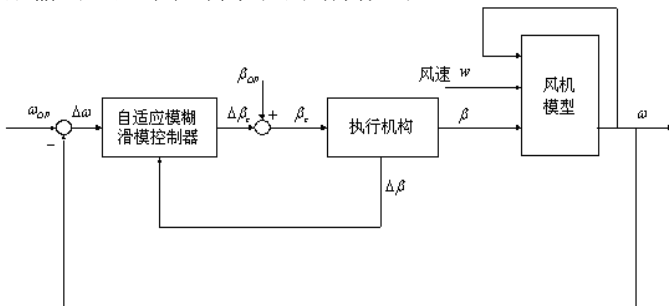 β_OP
风速 w
ω_OP
Δω
−
自适应模糊
滑模控制器
Δβ_c
+
β_c
执行机构
β
风机
模型
ω
Δβ